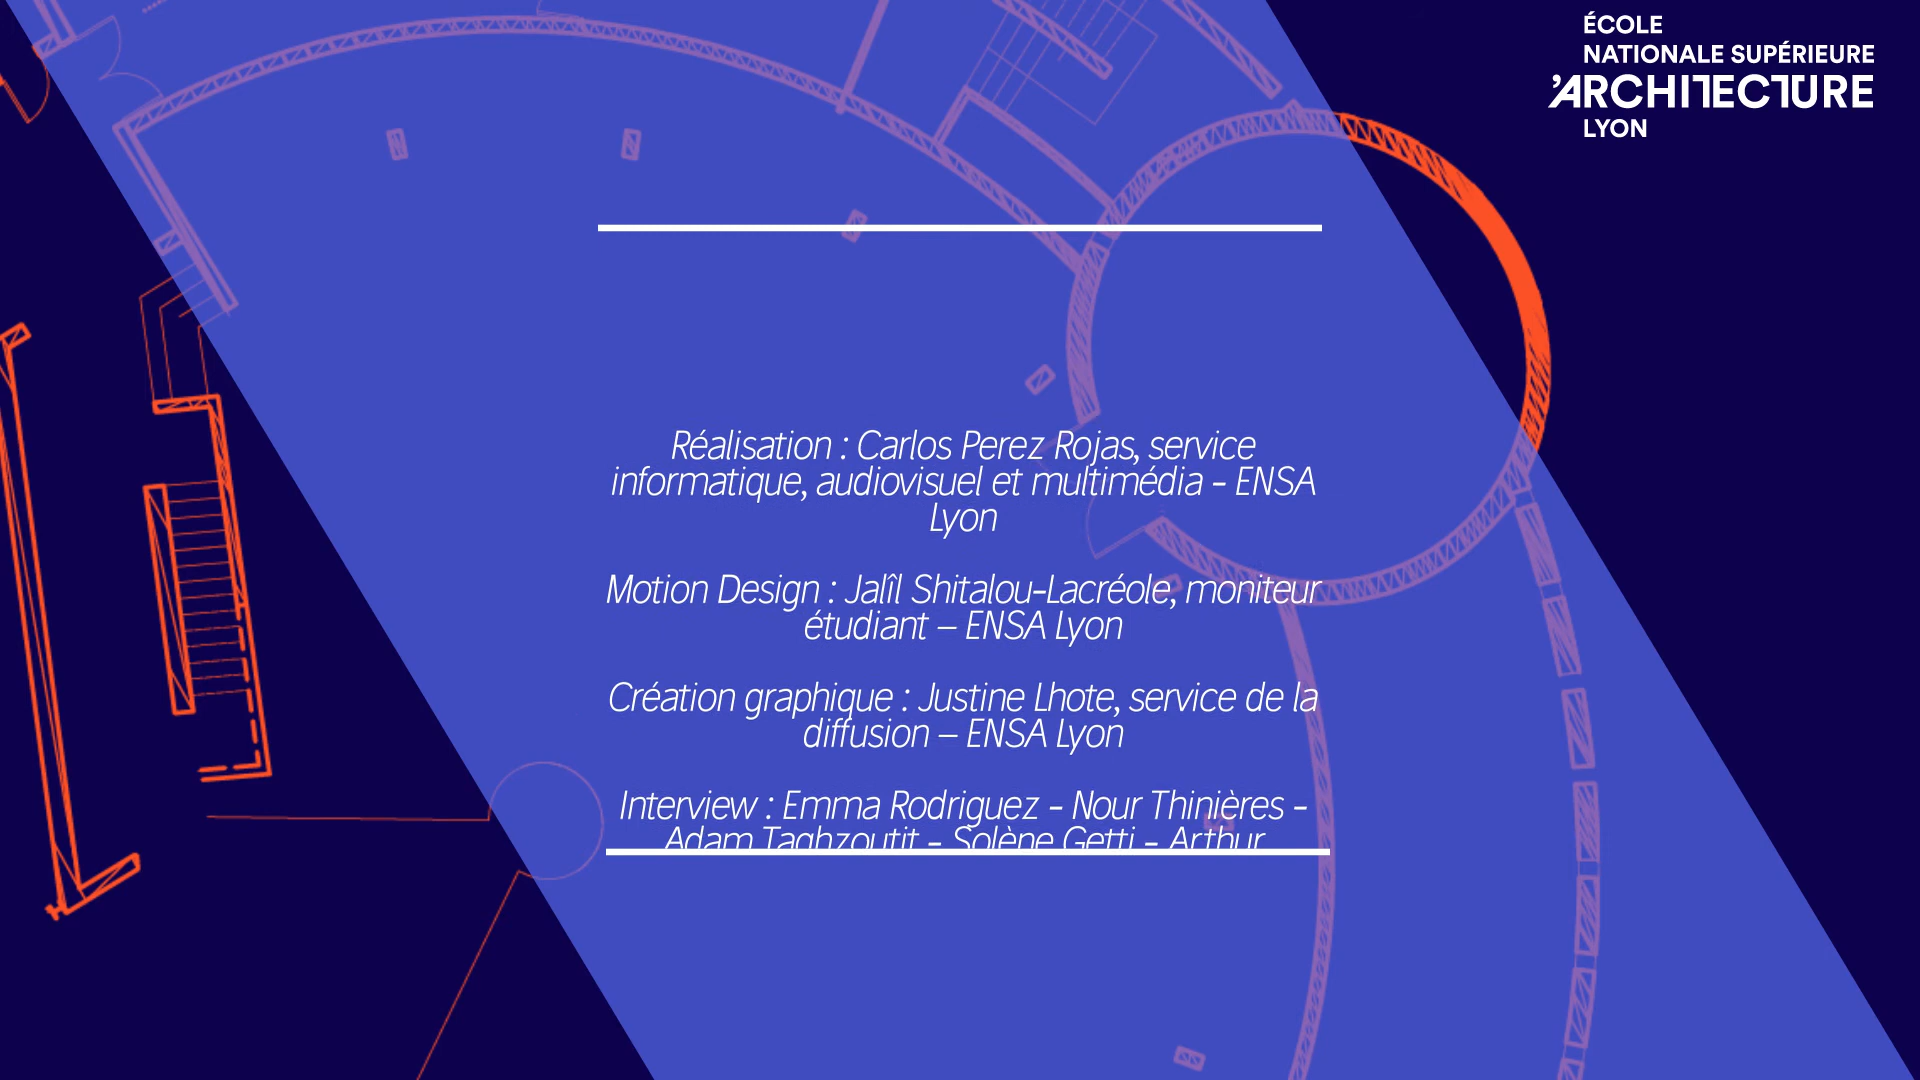 ÉCOLE
NATIONALE SUPÉRIEURE
'ARCHITECTURE
LYON
Réalisation : Carlos Perez Rojas, service
informatique, audiovisuel et multimédia - ENSA
Lyon
Motion Design : Jalîl Shitalou-Lacréole, moniteur
étudiant – ENSA Lyon
Création graphique : Justine Lhote, service de la
diffusion – ENSA Lyon
Interview : Emma Rodriguez - Nour Thinières -
Adam Taghzoutit - Solène Getti - Arthur